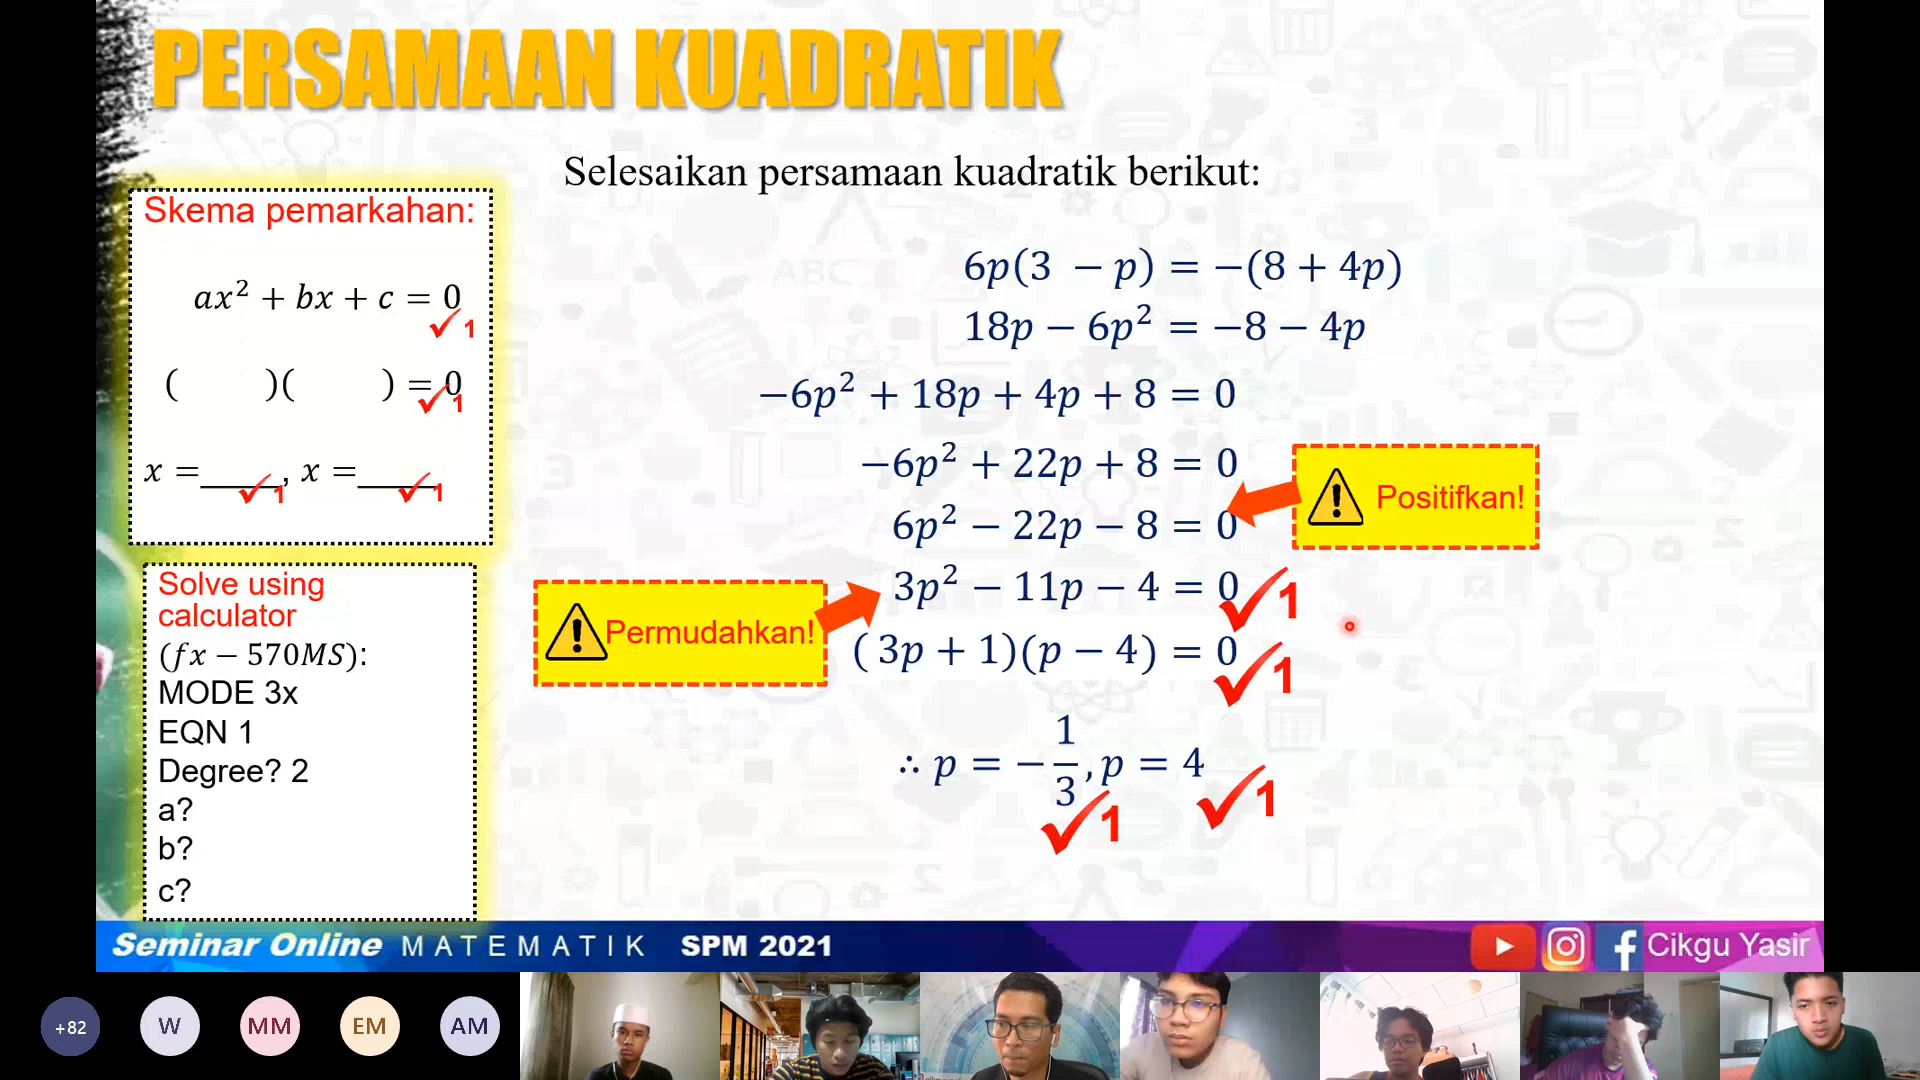 PERSAMAAN KUADRATIK
Selesaikan persamaan kuadratik berikut:
Skema pemarkahan:
ax² + bx + c = 0
✓1
(      )(      ) = 0
✓1
x =_____, x =_____
✓1 ✓1
Solve using
calculator
(fx − 570MS):
MODE 3x
EQN 1
Degree? 2
a?
b?
c?
6p(3 − p) = −(8 + 4p)
18p − 6p² = −8 − 4p
−6p² + 18p + 4p + 8 = 0
−6p² + 22p + 8 = 0
Positifkan!
6p² − 22p − 8 = 0
3p² − 11p − 4 = 0 ✓1
Permudahkan!
( 3p + 1)(p − 4) = 0 ✓1
∴ p = −1/3, p = 4
✓1 ✓1
Seminar Online MATEMATIK SPM 2021
Cikgu Yasir
+82 W MM EM AM